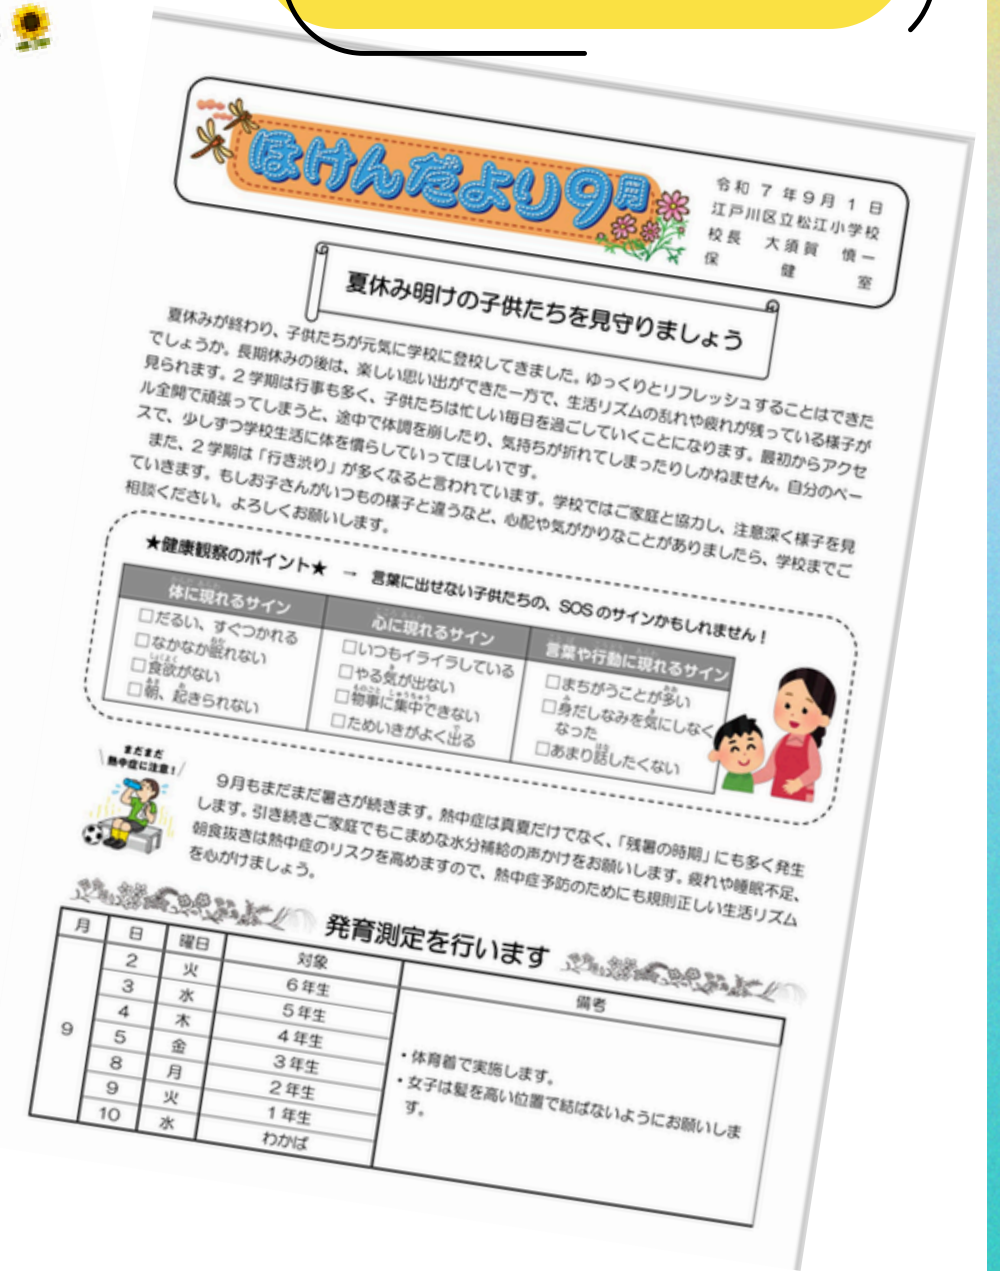 ほけんだより9月
令和7年9月1日
江戸川区立松江小学校
校長 大須賀 慎一
保健室
夏休み明けの子供たちを見守りましょう
夏休みが終わり、子供たちが元気に学校に登校してきました。ゆっくりとリフレッシュすることはできた
でしょうか。長期休みの後は、楽しい思い出ができた一方で、生活リズムの乱れや疲れが残っている様子が
見られます。2学期は行事も多く、子供たちは忙しい毎日を過ごしていくことになります。最初からアクセ
ル全開で頑張ってしまうと、途中で体調を崩したり、気持ちが折れてしまったりしかねません。自分のペー
スで、少しずつ学校生活に体を慣らしていってほしいです。
また、2学期は「行き渋り」が多くなると言われています。学校ではご家庭と協力し、注意深く様子を見
ていきます。もしお子さんがいつもの様子と違うなど、心配や気がかりなことがありましたら、学校までご
相談ください。よろしくお願いします。
★健康観察のポイント★ → 言葉に出せない子供たちの、SOSのサインかもしれません！
体に現れるサイン
□だるい、すぐつかれる
□なかなか眠れない
□食欲がない
□朝、起きられない
心に現れるサイン
□いつもイライラしている
□やる気が出ない
□物事に集中できない
□ためいきがよく出る
言葉や行動に現れるサイン
□まちがうことが多い
□身だしなみを気にしなく
なった
□あまり話したくない
まだまだ
熱中症に注意！
9月もまだまだ暑さが続きます。熱中症は真夏だけでなく、「残暑の時期」にも多く発生
します。引き続きご家庭でもこまめな水分補給の声かけをお願いします。疲れや睡眠不足、
朝食抜きは熱中症のリスクを高めますので、熱中症予防のためにも規則正しい生活リズム
を心がけましょう。
発育測定を行います
月 日 曜日 対象 備考
9 2 火 6年生
3 水 5年生
4 木 4年生
5 金 3年生
8 月 2年生
9 火 1年生
10 水 わかば
・体育着で実施します。
・女子は髪を高い位置で結ばないようにお願いしま
す。